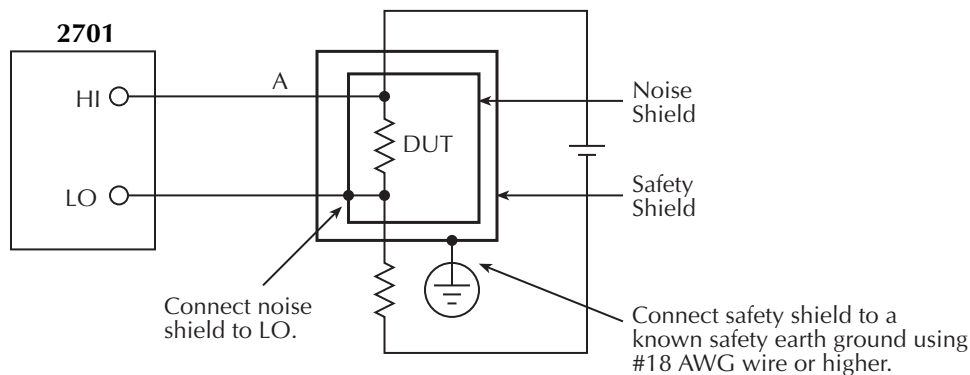 2701
A
HI
Noise
Shield
DUT
LO
Safety
Shield
Connect noise
shield to LO.
Connect safety shield to a
known safety earth ground using
#18 AWG wire or higher.